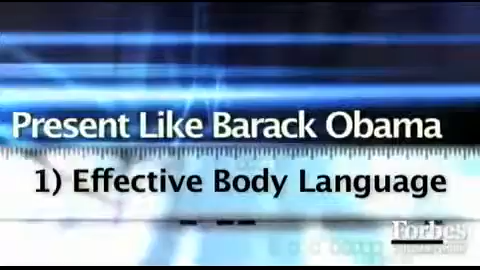 Present Like Barack Obama
1) Effective Body Language
Forbes